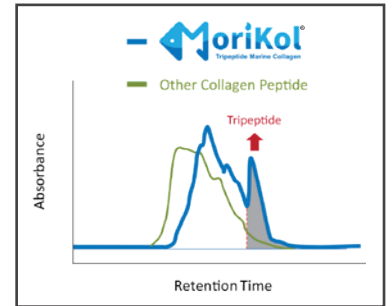 MoriKol®
Tripeptide Marine Collagen
Other Collagen Peptide
Tripeptide
Absorbance
Retention Time